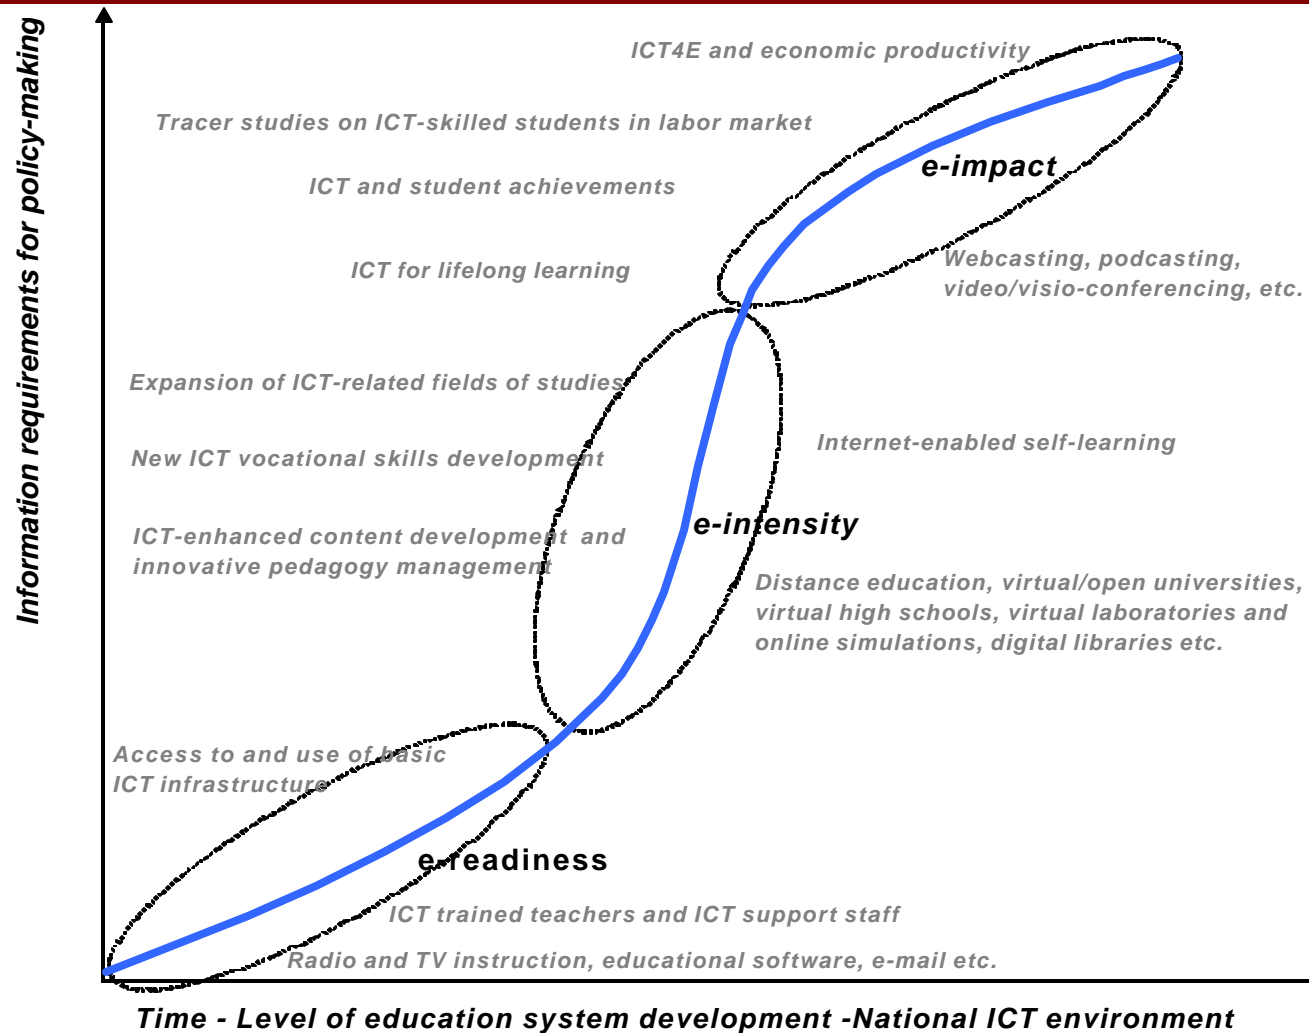 Information requirements for policy-making
ICT4E and economic productivity
Tracer studies on ICT-skilled students in labor market
e-impact
ICT and student achievements
ICT for lifelong learning
Webcasting, podcasting,
video/visio-conferencing, etc.
Expansion of ICT-related fields of studies
Internet-enabled self-learning
New ICT vocational skills development
e-intensity
ICT-enhanced content development and
innovative pedagogy management
Distance education, virtual/open universities,
virtual high schools, virtual laboratories and
online simulations, digital libraries etc.
Access to and use of basic
ICT infrastructure
e-readiness
ICT trained teachers and ICT support staff
Radio and TV instruction, educational software, e-mail etc.
Time - Level of education system development -National ICT environment